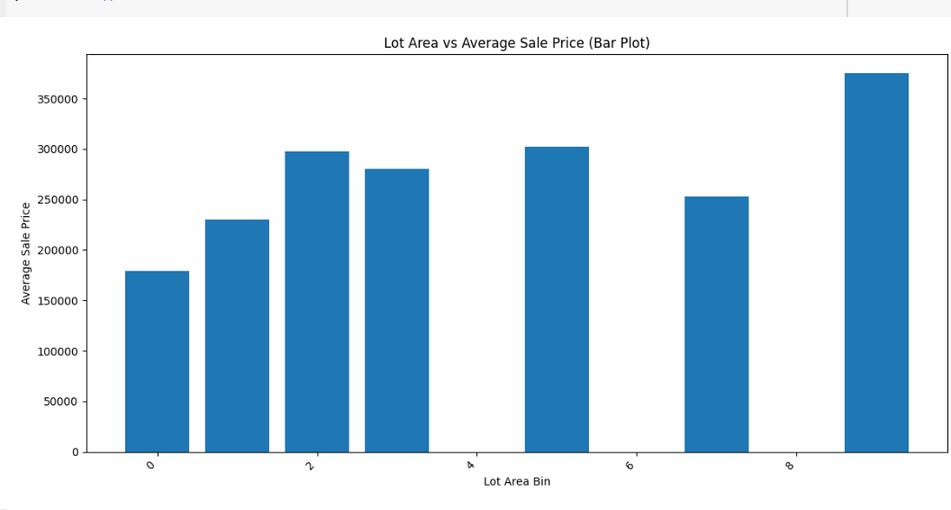 Lot Area vs Average Sale Price (Bar Plot)
350000
300000
250000
200000
150000
100000
50000
0
Average Sale Price
0 2 4 6 8
Lot Area Bin